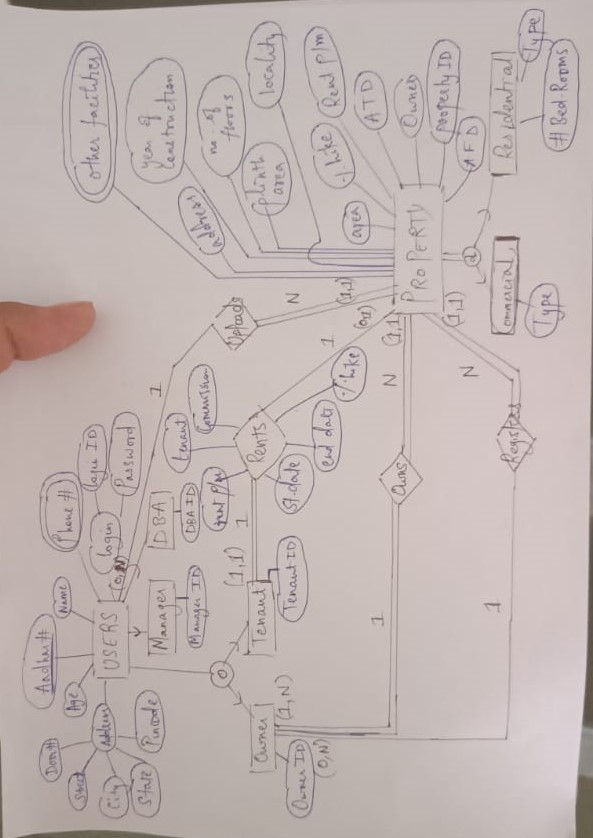 Door#
Street
City
State
Address
Pincode
Age
Aadhar#
Name
Phone #
Login
Login ID
Password
USERS
(0,N)
Manager
Manager ID
DBA
DBA ID
O
Owner
Owner ID
(1,N)
(0,N)
Tenant
Tenant ID
(1,1)
1
Rents
rent P/M
tenant
Commission
st.date
end date
%hike
1
(0,1)
1
Uploads
N
(1,1)
1
Owns
N
(1,1)
1
Registers
N
(1,1)
PROPERTY
other facilities
year of Construction
address
no of floors
plinth area
locality
area
%hike
Rent P/M
ATD
Owner
propertyID
AFD
d
Commercial
Type
Residential
Type
# Bed-Rooms